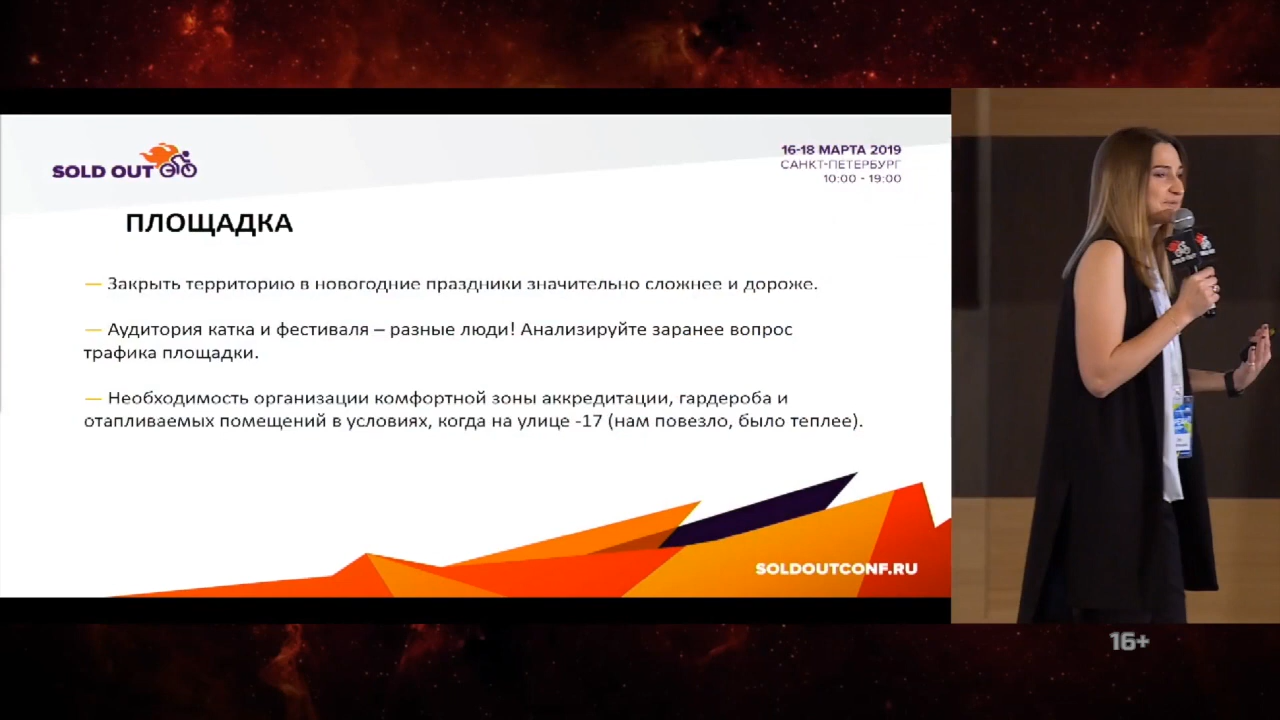 SOLD OUT
16-18 МАРТА 2019
САНКТ-ПЕТЕРБУРГ
10:00 - 19:00
ПЛОЩАДКА
— Закрыть территорию в новогодние праздники значительно сложнее и дороже.
— Аудитория катка и фестиваля – разные люди! Анализируйте заранее вопрос
трафика площадки.
— Необходимость организации комфортной зоны аккредитации, гардероба и
отапливаемых помещений в условиях, когда на улице -17 (нам повезло, было теплее).
SOLDOUTCONF.RU
16+